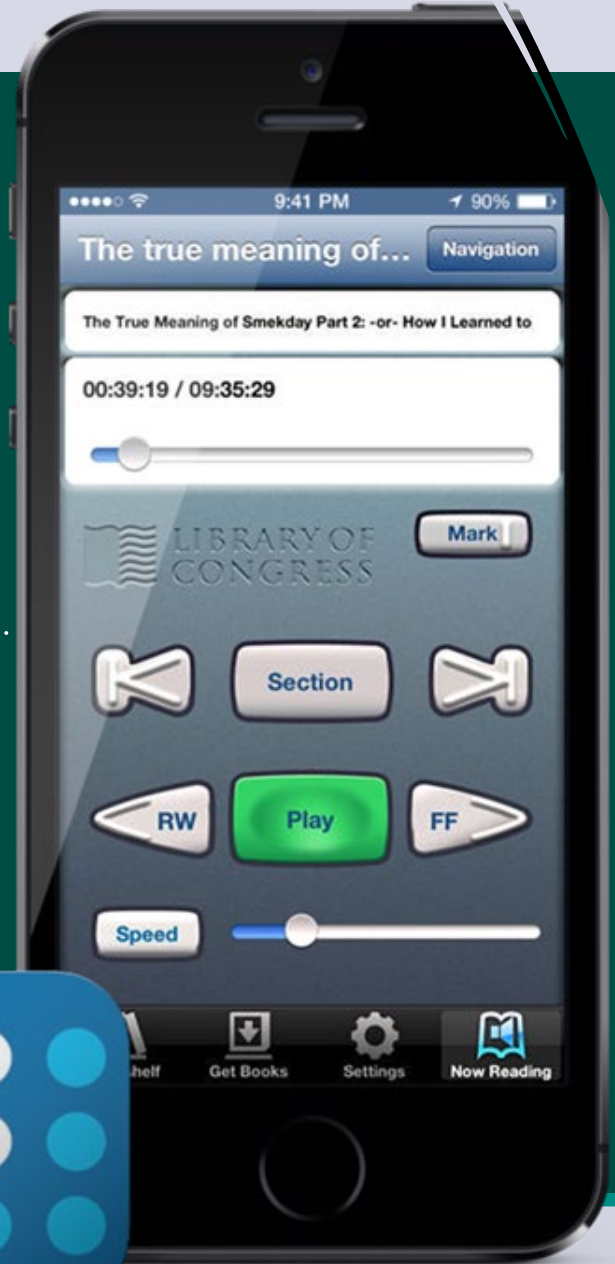 9:41 PM 90%
The true meaning of... Navigation
The True Meaning of Smekday Part 2: -or- How I Learned to
00:39:19 / 09:35:29
LIBRARY OF
CONGRESS
Mark
Section
RW Play FF
Speed
helf Get Books Settings Now Reading